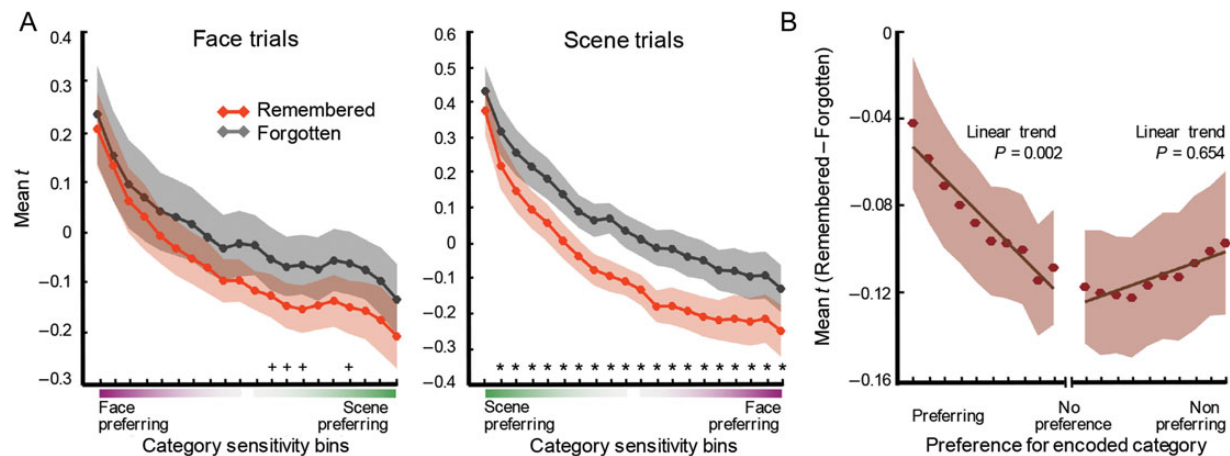 A
Face trials
Mean t
0.4
0.3
0.2
0.1
0
−0.1
−0.2
−0.3
Remembered
Forgotten
+ + + +
Face
preferring
Scene
preferring
Category sensitivity bins
Scene trials
0.6
0.5
0.4
0.3
0.2
0.1
0
−0.1
−0.2
−0.3
−0.4
* * * * * * * * * * * * * * * * * * *
Scene
preferring
Face
preferring
Category sensitivity bins
B
Mean t (Remembered – Forgotten)
0
−0.04
−0.08
−0.12
−0.16
Linear trend
P = 0.002
Linear trend
P = 0.654
Preferring
No
preference
Non
preferring
Preference for encoded category